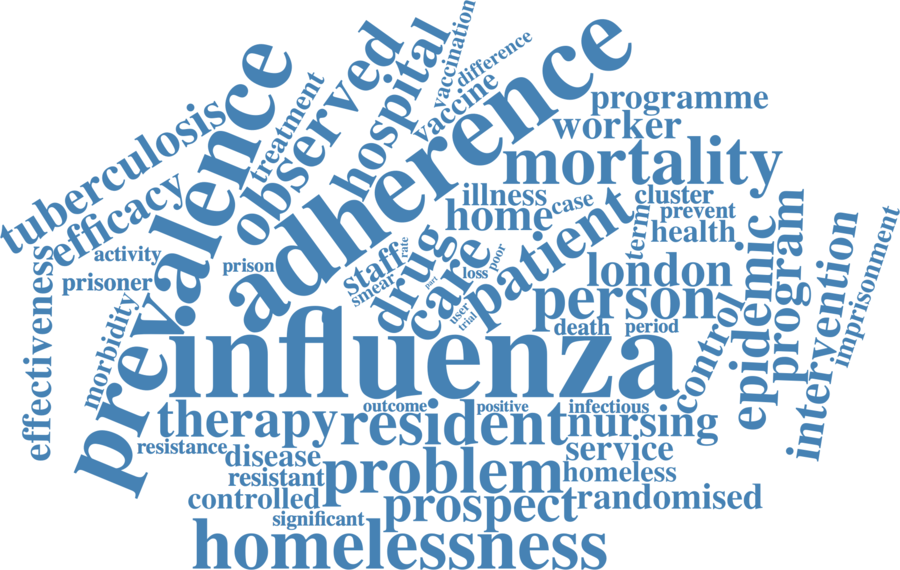 tuberculosis
efficacy
prevalence
treatment
observed
hospital
vaccination
difference
vaccine
adherence
programme
worker
mortality
illness
home
case
cluster
prevent
term
health
patient
london
person
death
period
control
epidemic
program
intervention
imprisonment
effectiveness
activity
prisoner
morbidity
prison
staff
rate
smear
drug
part
care
loss
poor
user
trial
influenza
therapy
outcome
resident
positive
infectious
nursing
resistance
disease
resistant
controlled
significant
problem
prospect
service
homeless
randomised
homelessness